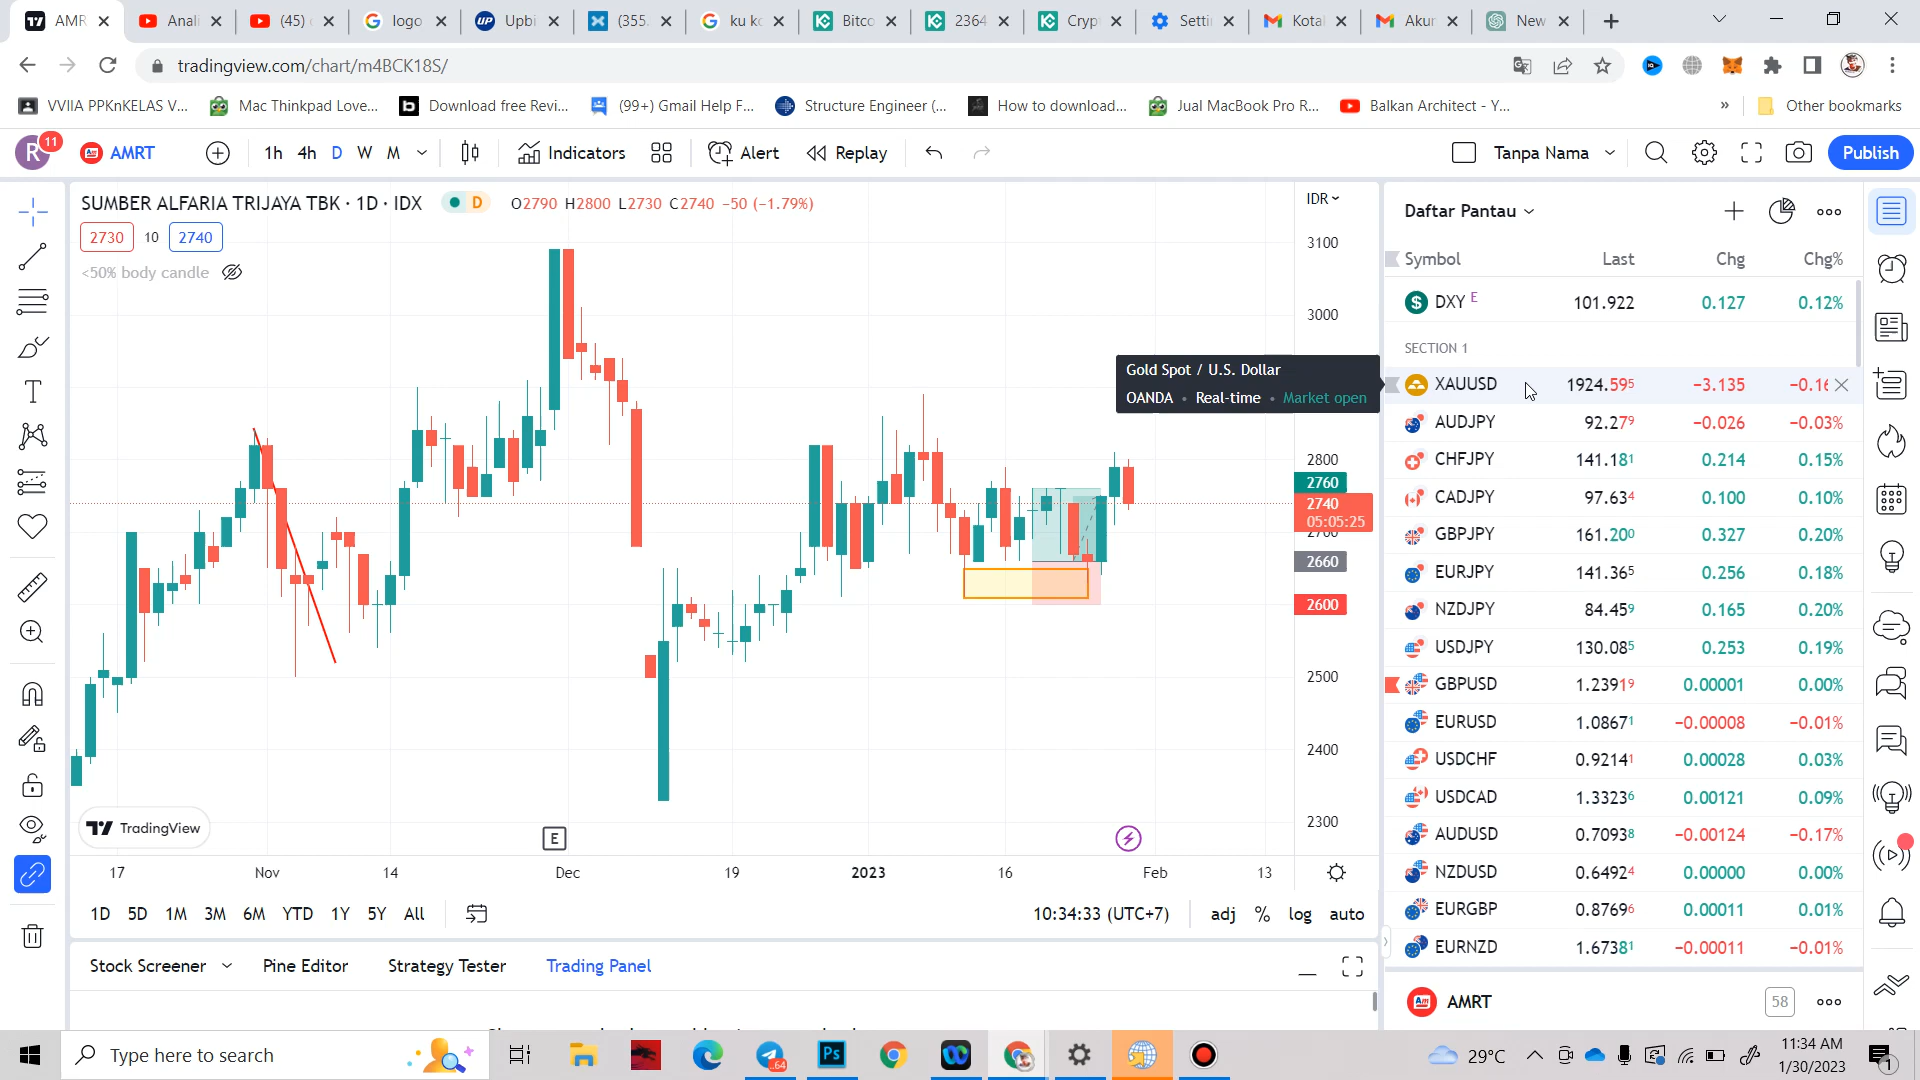 AMR
Anali
(45)
logo
Upbi
(355.
ku k
Bitco
2364
Cryp
Setti
Kotal
Akur
New
tradingview.com/chart/m4BCK18S/
VVIIA PPKnKELAS V...
Mac Thinkpad Love...
Download free Revi...
(99+) Gmail Help F...
Structure Engineer (...
How to download...
Jual MacBook Pro R...
Balkan Architect - Y...
»
Other bookmarks
R
11
AMRT
1h 4h D W M
Indicators
Alert
Replay
Tanpa Nama
Publish
SUMBER ALFARIA TRIJAYA TBK · 1D · IDX
D
O2790 H2800 L2730 C2740 −50 (−1.79%)
IDR
2730 10 2740
<50% body candle
3100
3000
2800
2760
2740
05:05:25
2700
2660
2600
2500
2400
2300
Gold Spot / U.S. Dollar
OANDA • Real-time • Market open
TradingView
E
17 Nov 14 Dec 19 2023 16 Feb 13
1D 5D 1M 3M 6M YTD 1Y 5Y All
10:34:33 (UTC+7)
adj % log auto
Stock Screener
Pine Editor
Strategy Tester
Trading Panel
Daftar Pantau
Symbol Last Chg Chg%
DXY E 101.922 0.127 0.12%
SECTION 1
XAUUSD 1924.595 −3.135 −0.16
AUDJPY 92.279 −0.026 −0.03%
CHFJPY 141.181 0.214 0.15%
CADJPY 97.634 0.100 0.10%
GBPJPY 161.200 0.327 0.20%
EURJPY 141.365 0.256 0.18%
NZDJPY 84.459 0.165 0.20%
USDJPY 130.085 0.253 0.19%
GBPUSD 1.23919 0.00001 0.00%
EURUSD 1.08671 −0.00008 −0.01%
USDCHF 0.92141 0.00028 0.03%
USDCAD 1.33236 0.00121 0.09%
AUDUSD 0.70938 −0.00124 −0.17%
NZDUSD 0.64924 0.00000 0.00%
EURGBP 0.87696 0.00011 0.01%
EURNZD 1.67381 −0.00011 −0.01%
AMRT
58
Type here to search
Ps
29°C
11:34 AM
1/30/2023
1